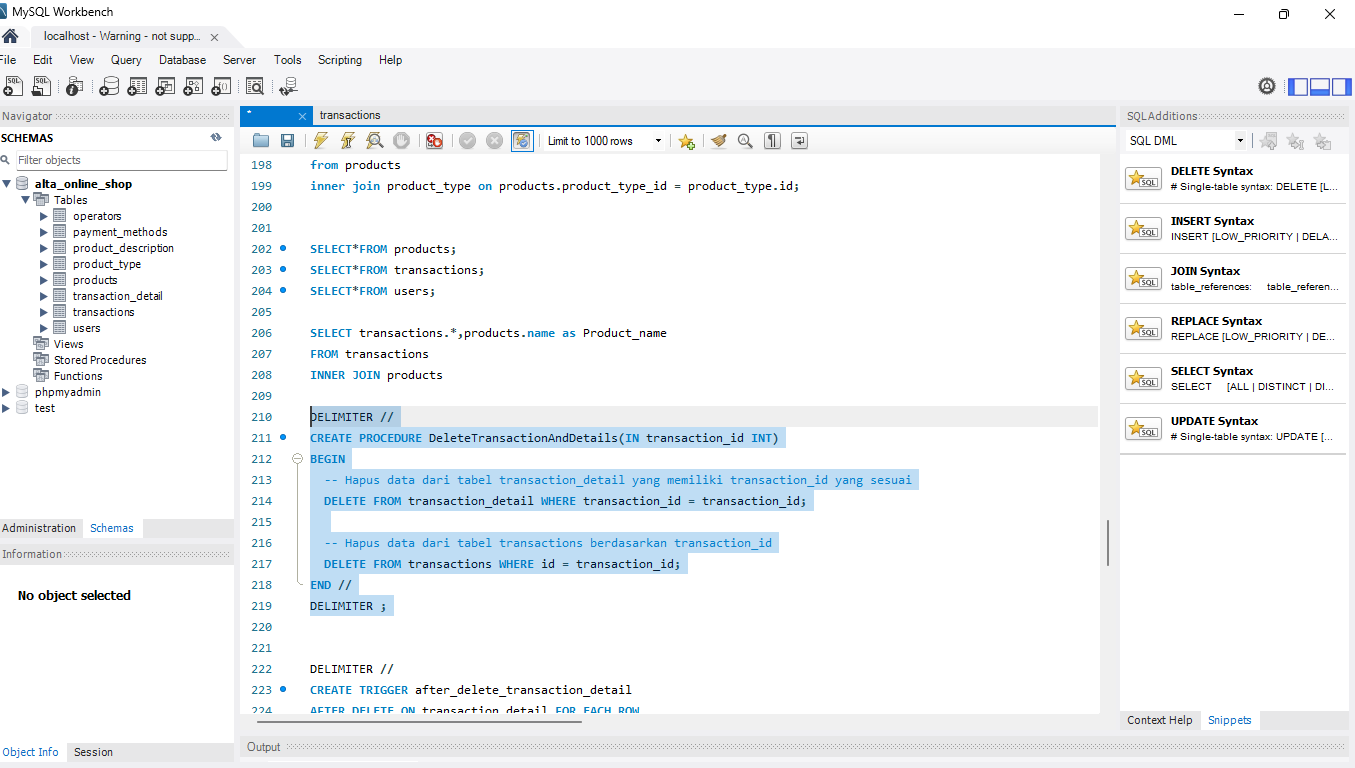 MySQL Workbench
localhost - Warning - not supp...
File Edit View Query Database Server Tools Scripting Help
Navigator
SCHEMAS
Filter objects
alta_online_shop
Tables
operators
payment_methods
product_description
product_type
products
transaction_detail
transactions
users
Views
Stored Procedures
Functions
phpmyadmin
test
Administration Schemas
Information
No object selected
Object Info Session
transactions
Limit to 1000 rows
198 from products
199 inner join product_type on products.product_type_id = product_type.id;
200
201
202 SELECT*FROM products;
203 SELECT*FROM transactions;
204 SELECT*FROM users;
205
206 SELECT transactions.*,products.name as Product_name
207 FROM transactions
208 INNER JOIN products
209
210 DELIMITER //
211 CREATE PROCEDURE DeleteTransactionAndDetails(IN transaction_id INT)
212 BEGIN
213 -- Hapus data dari tabel transaction_detail yang memiliki transaction_id yang sesuai
214 DELETE FROM transaction_detail WHERE transaction_id = transaction_id;
215
216 -- Hapus data dari tabel transactions berdasarkan transaction_id
217 DELETE FROM transactions WHERE id = transaction_id;
218 END //
219 DELIMITER ;
220
221
222 DELIMITER //
223 CREATE TRIGGER after_delete_transaction_detail
224 AFTER DELETE ON transaction_detail FOR EACH ROW
Output
SQLAdditions
SQL DML
DELETE Syntax
# Single-table syntax: DELETE [L...
INSERT Syntax
INSERT [LOW_PRIORITY | DELA...
JOIN Syntax
table_references: table_referen...
REPLACE Syntax
REPLACE [LOW_PRIORITY | DE...
SELECT Syntax
SELECT [ALL | DISTINCT | DI...
UPDATE Syntax
# Single-table syntax: UPDATE [...
Context Help Snippets